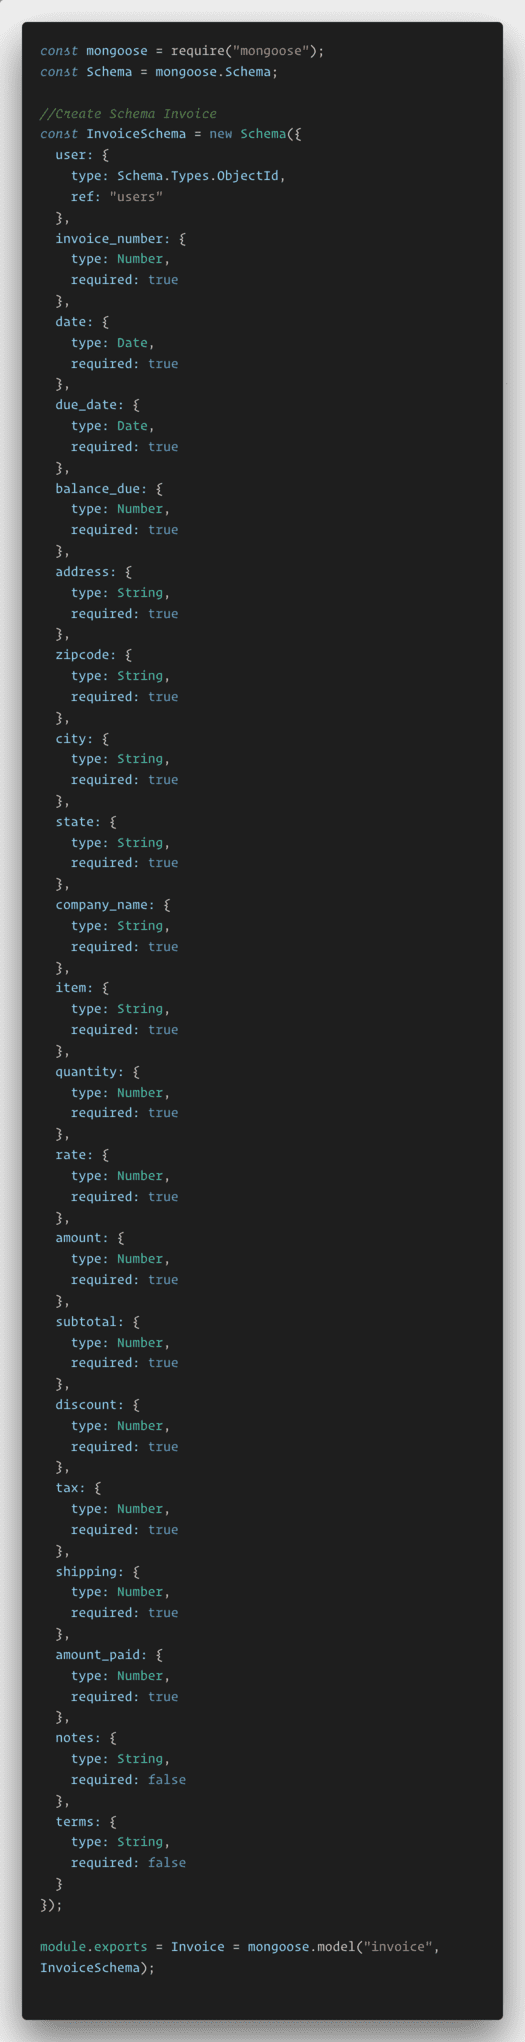 const mongoose = require("mongoose");
const Schema = mongoose.Schema;

//Create Schema Invoice
const InvoiceSchema = new Schema({
  user: {
    type: Schema.Types.ObjectId,
    ref: "users"
  },
  invoice_number: {
    type: Number,
    required: true
  },
  date: {
    type: Date,
    required: true
  },
  due_date: {
    type: Date,
    required: true
  },
  balance_due: {
    type: Number,
    required: true
  },
  address: {
    type: String,
    required: true
  },
  zipcode: {
    type: String,
    required: true
  },
  city: {
    type: String,
    required: true
  },
  state: {
    type: String,
    required: true
  },
  company_name: {
    type: String,
    required: true
  },
  item: {
    type: String,
    required: true
  },
  quantity: {
    type: Number,
    required: true
  },
  rate: {
    type: Number,
    required: true
  },
  amount: {
    type: Number,
    required: true
  },
  subtotal: {
    type: Number,
    required: true
  },
  discount: {
    type: Number,
    required: true
  },
  tax: {
    type: Number,
    required: true
  },
  shipping: {
    type: Number,
    required: true
  },
  amount_paid: {
    type: Number,
    required: true
  },
  notes: {
    type: String,
    required: false
  },
  terms: {
    type: String,
    required: false
  }
});

module.exports = Invoice = mongoose.model("invoice",
InvoiceSchema);